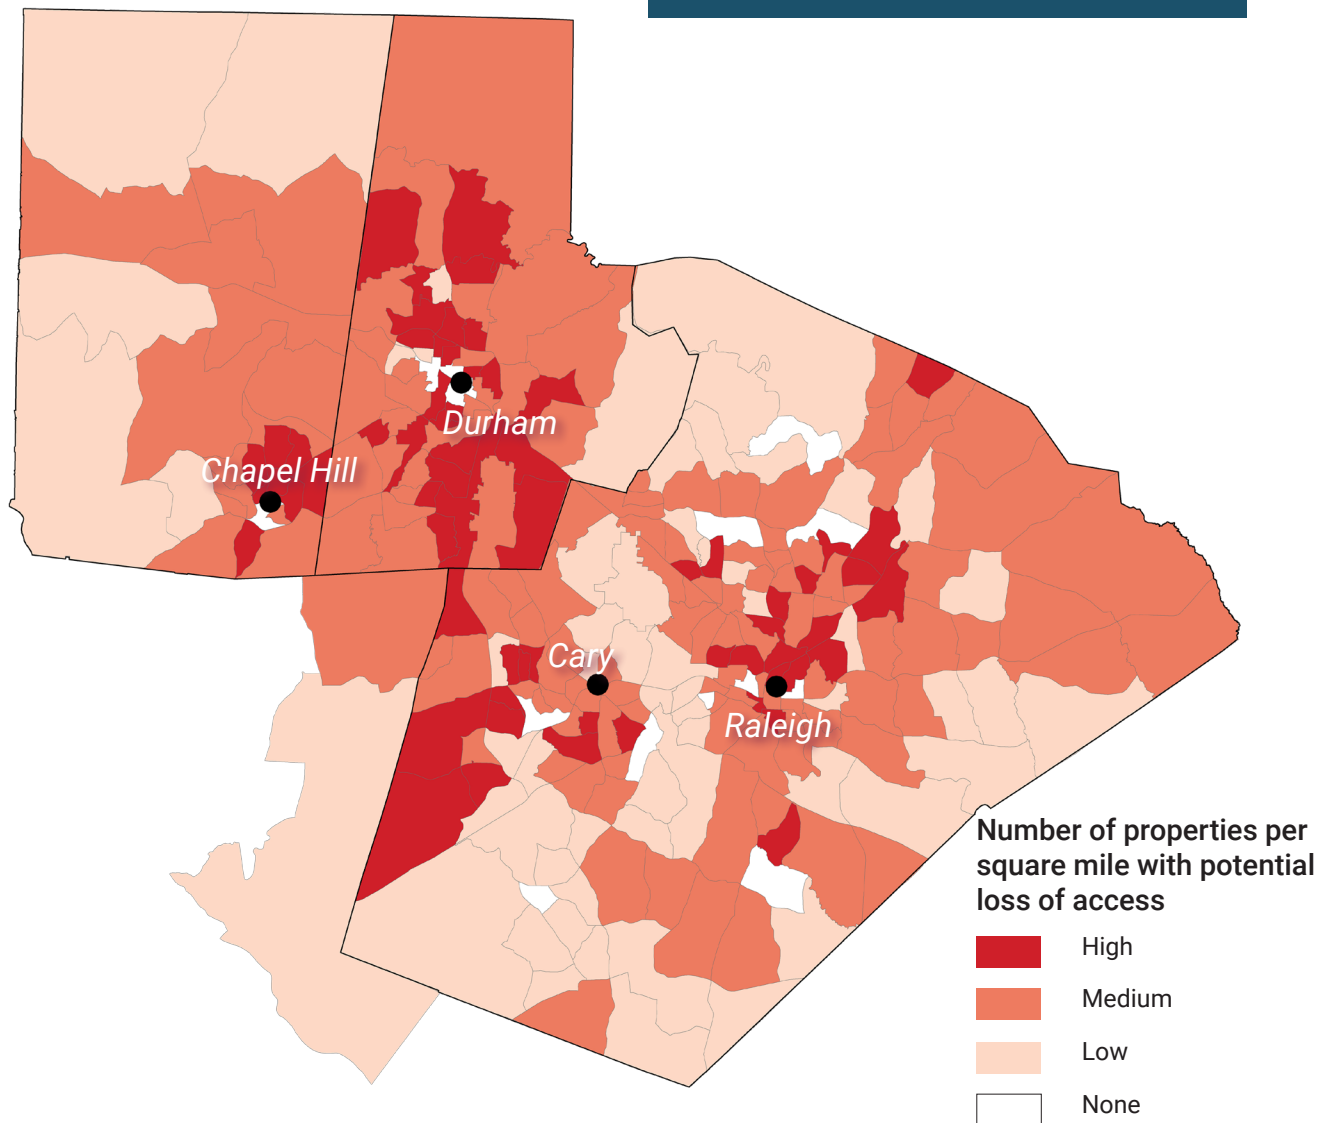 Durham
Chapel Hill
Cary
Raleigh
Number of properties per
square mile with potential
loss of access
High
Medium
Low
None